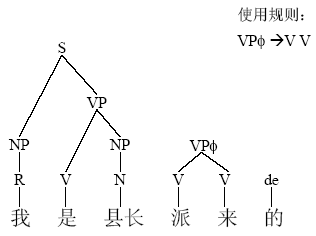 使用规则:
VPφ→V V
S
VP
NP NP VPφ
R V N V V de
我 是 县长 派 来 的